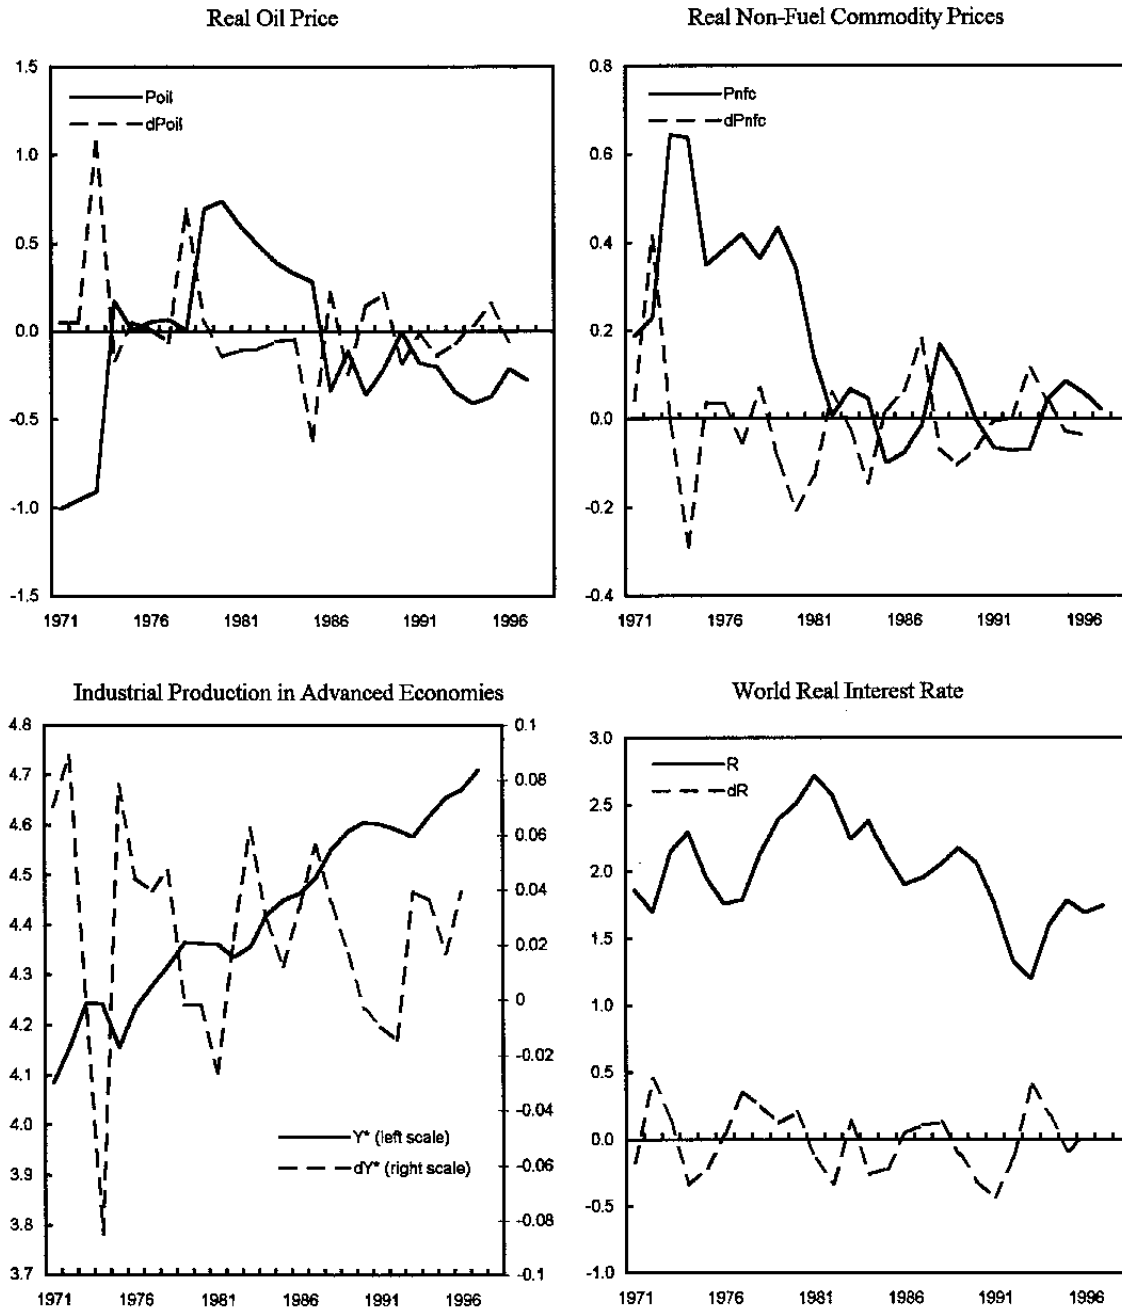 Real Oil Price
1.5
1.0
0.5
0.0
-0.5
-1.0
-1.5
Poil
dPoil
1971 1976 1981 1986 1991 1996
Real Non-Fuel Commodity Prices
0.8
0.6
0.4
0.2
0.0
-0.2
-0.4
Pnfc
dPnfc
1971 1976 1981 1986 1991 1996
Industrial Production in Advanced Economies
4.8
4.7
4.6
4.5
4.4
4.3
4.2
4.1
4.0
3.9
3.8
3.7
0.1
0.08
0.06
0.04
0.02
0
-0.02
-0.04
-0.06
-0.08
-0.1
Y* (left scale)
dY* (right scale)
1971 1976 1981 1986 1991 1996
World Real Interest Rate
3.0
2.5
2.0
1.5
1.0
0.5
0.0
-0.5
-1.0
R
dR
1971 1976 1981 1986 1991 1996